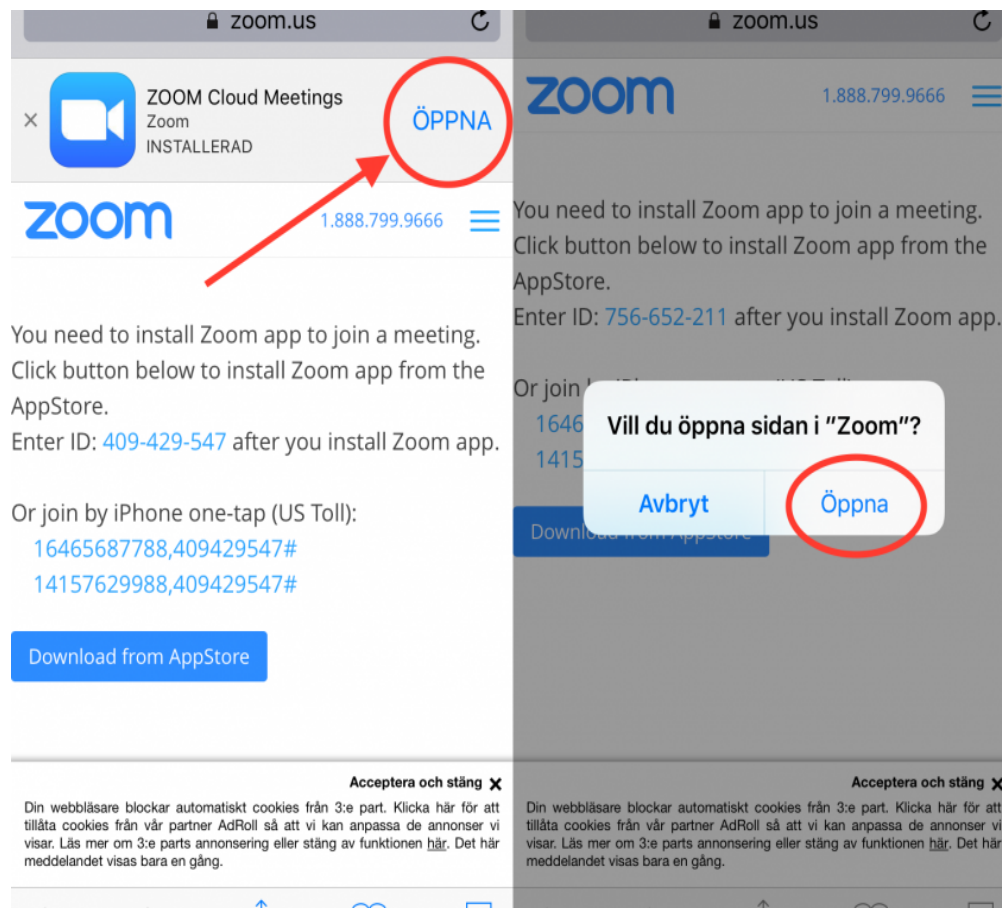 zoom.us
ZOOM Cloud Meetings
Zoom
INSTALLERAD
ÖPPNA
zoom
1.888.799.9666
You need to install Zoom app to join a meeting.
Click button below to install Zoom app from the
AppStore.
Enter ID: 409-429-547 after you install Zoom app.
Or join by iPhone one-tap (US Toll):
16465687788,409429547#
14157629988,409429547#
Download from AppStore
Acceptera och stäng
Din webbläsare blockar automatiskt cookies från 3:e part. Klicka här för att
tillåta cookies från vår partner AdRoll så att vi kan anpassa de annonser vi
visar. Läs mer om 3:e parts annonsering eller stäng av funktionen här. Det här
meddelandet visas bara en gång.
zoom.us
zoom
1.888.799.9666
You need to install Zoom app to join a meeting.
Click button below to install Zoom app from the
AppStore.
Enter ID: 756-652-211 after you install Zoom app.
Or join
1646
1415
Vill du öppna sidan i ”Zoom”?
Avbryt
Öppna
Download from AppStore
Acceptera och stäng
Din webbläsare blockar automatiskt cookies från 3:e part. Klicka här för att
tillåta cookies från vår partner AdRoll så att vi kan anpassa de annonser vi
visar. Läs mer om 3:e parts annonsering eller stäng av funktionen här. Det här
meddelandet visas bara en gång.